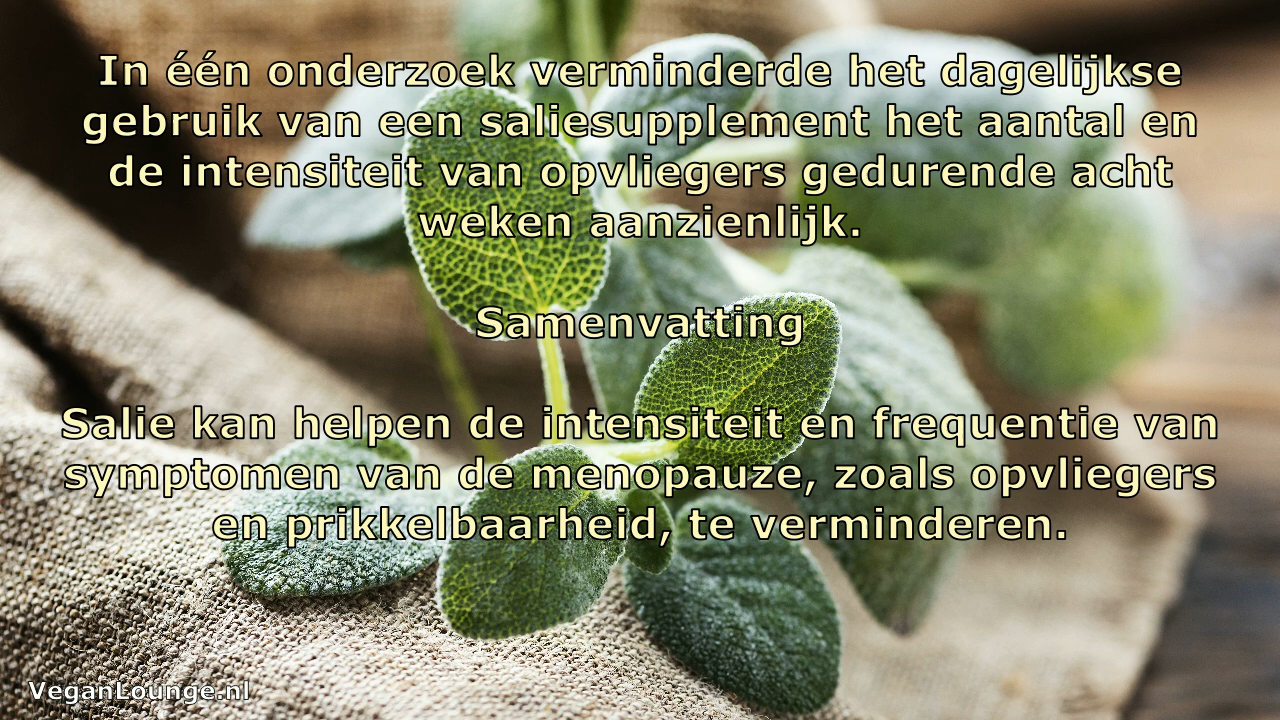 In één onderzoek verminderde het dagelijkse
gebruik van een saliesupplement het aantal en
de intensiteit van opvliegers gedurende acht
weken aanzienlijk.
Samenvatting
Salie kan helpen de intensiteit en frequentie van
symptomen van de menopauze, zoals opvliegers
en prikkelbaarheid, te verminderen.
VeganLounge.nl